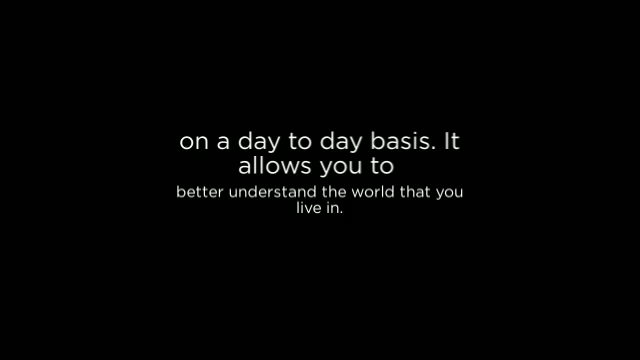 on a day to day basis. It
allows you to
better understand the world that you
live in.